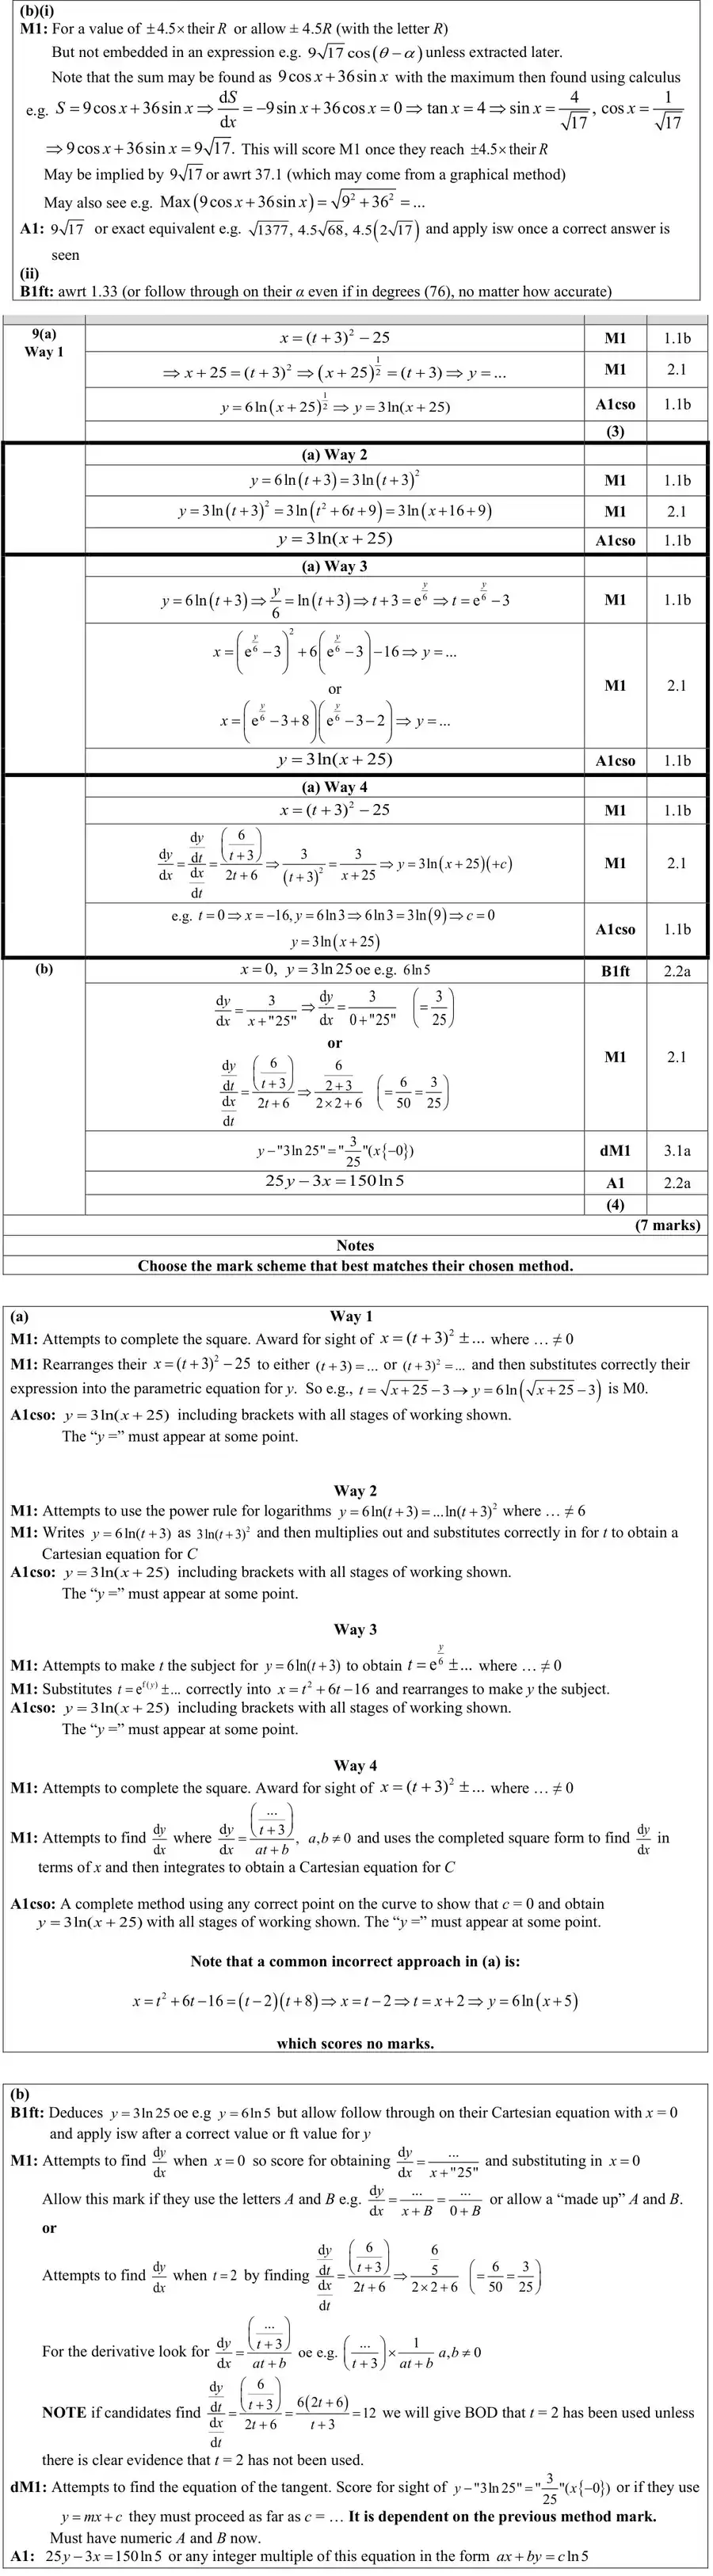 (b)(i)
M1: For a value of ±4.5× their R or allow ± 4.5R (with the letter R)
But not embedded in an expression e.g. 9√17 cos(θ − α) unless extracted later.
Note that the sum may be found as 9cos x + 36sin x with the maximum then found using calculus
e.g. S = 9cos x + 36sin x ⇒ dS/dx = −9sin x + 36cos x = 0 ⇒ tan x = 4 ⇒ sin x = 4/√17, cos x = 1/√17
⇒ 9cos x + 36sin x = 9√17. This will score M1 once they reach ±4.5× their R
May be implied by 9√17 or awrt 37.1 (which may come from a graphical method)
May also see e.g. Max(9cos x + 36sin x) = √(9² + 36²) = ...
A1: 9√17 or exact equivalent e.g. √1377, 4.5√68, 4.5(2√17) and apply isw once a correct answer is
seen
(ii)
B1ft: awrt 1.33 (or follow through on their α even if in degrees (76), no matter how accurate)
9(a) x = (t + 3)² − 25 M1 1.1b
Way 1
⇒ x + 25 = (t + 3)² ⇒ (x + 25)^(1/2) = (t + 3) ⇒ y = ... M1 2.1
y = 6ln(x + 25)^(1/2) ⇒ y = 3ln(x + 25) A1cso 1.1b
(3)
(a) Way 2
y = 6ln(t + 3) = 3ln(t + 3)² M1 1.1b
y = 3ln(t + 3)² = 3ln(t² + 6t + 9) = 3ln(x + 16 + 9) M1 2.1
y = 3ln(x + 25) A1cso 1.1b
(a) Way 3
y = 6ln(t + 3) ⇒ y/6 = ln(t + 3) ⇒ t + 3 = e^(y/6) ⇒ t = e^(y/6) − 3 M1 1.1b
x = (e^(y/6) − 3)² + 6(e^(y/6) − 3) − 16 ⇒ y = ...
or M1 2.1
x = (e^(y/6) − 3 + 8)(e^(y/6) − 3 − 2) ⇒ y = ...
y = 3ln(x + 25) A1cso 1.1b
(a) Way 4
x = (t + 3)² − 25 M1 1.1b
dy/dx = (dy/dt)/(dx/dt) = (6/(t + 3))/(2t + 6) ⇒ 3/(t + 3)² = 3/(x + 25) ⇒ y = 3ln(x + 25)(+c) M1 2.1
e.g. t = 0 ⇒ x = −16, y = 6ln3 ⇒ 6ln3 = 3ln(9) ⇒ c = 0
y = 3ln(x + 25) A1cso 1.1b
(b) x = 0, y = 3ln25 oe e.g. 6ln5 B1ft 2.2a
dy/dx = 3/(x + "25") ⇒ dy/dx = 3/(0 + "25") (= 3/25)
or M1 2.1
(dy/dt)/(dx/dt) = (6/(t + 3))/(2t + 6) ⇒ (6/(2 + 3))/(2×2 + 6) (= 6/50 = 3/25)
y − "3ln25" = "3/25"(x{−0}) dM1 3.1a
25y − 3x = 150ln5 A1 2.2a
(4)
(7 marks)
Notes
Choose the mark scheme that best matches their chosen method.
(a) Way 1
M1: Attempts to complete the square. Award for sight of x = (t + 3)² ± ... where … ≠ 0
M1: Rearranges their x = (t + 3)² − 25 to either (t + 3) = ... or (t + 3)² = ... and then substitutes correctly their
expression into the parametric equation for y. So e.g., t = √(x + 25) − 3 → y = 6ln(√(x + 25) − 3) is M0.
A1cso: y = 3ln(x + 25) including brackets with all stages of working shown.
The “y =” must appear at some point.
Way 2
M1: Attempts to use the power rule for logarithms y = 6ln(t + 3) = ...ln(t + 3)² where … ≠ 6
M1: Writes y = 6ln(t + 3) as 3ln(t + 3)² and then multiplies out and substitutes correctly in for t to obtain a
Cartesian equation for C
A1cso: y = 3ln(x + 25) including brackets with all stages of working shown.
The “y =” must appear at some point.
Way 3
M1: Attempts to make t the subject for y = 6ln(t + 3) to obtain t = e^(y/6) ± ... where … ≠ 0
M1: Substitutes t = e^(f(y)) ± ... correctly into x = t² + 6t − 16 and rearranges to make y the subject.
A1cso: y = 3ln(x + 25) including brackets with all stages of working shown.
The “y =” must appear at some point.
Way 4
M1: Attempts to complete the square. Award for sight of x = (t + 3)² ± ... where … ≠ 0
M1: Attempts to find dy/dx where dy/dx = (.../(t + 3))/(at + b), a,b ≠ 0 and uses the completed square form to find dy/dx in
terms of x and then integrates to obtain a Cartesian equation for C
A1cso: A complete method using any correct point on the curve to show that c = 0 and obtain
y = 3ln(x + 25) with all stages of working shown. The “y =” must appear at some point.
Note that a common incorrect approach in (a) is:
x = t² + 6t − 16 = (t − 2)(t + 8) ⇒ x = t − 2 ⇒ t = x + 2 ⇒ y = 6ln(x + 5)
which scores no marks.
(b)
B1ft: Deduces y = 3ln25 oe e.g y = 6ln5 but allow follow through on their Cartesian equation with x = 0
and apply isw after a correct value or ft value for y
M1: Attempts to find dy/dx when x = 0 so score for obtaining dy/dx = .../(x + "25") and substituting in x = 0
Allow this mark if they use the letters A and B e.g. dy/dx = .../(x + B) = .../(0 + B) or allow a “made up” A and B.
or
Attempts to find dy/dx when t = 2 by finding (dy/dt)/(dx/dt) = (6/(t + 3))/(2t + 6) ⇒ (6/5)/(2×2 + 6) (= 6/50 = 3/25)
For the derivative look for dy/dx = (.../(t + 3))/(at + b) oe e.g. (.../(t + 3)) × 1/(at + b) a,b ≠ 0
NOTE if candidates find (dy/dt)/(dx/dt) = (6/(t + 3))/(2t + 6) = 6(2t + 6)/(t + 3) = 12 we will give BOD that t = 2 has been used unless
there is clear evidence that t = 2 has not been used.
dM1: Attempts to find the equation of the tangent. Score for sight of y − "3ln25" = "3/25"(x{−0}) or if they use
y = mx + c they must proceed as far as c = … It is dependent on the previous method mark.
Must have numeric A and B now.
A1: 25y − 3x = 150ln5 or any integer multiple of this equation in the form ax + by = c ln5